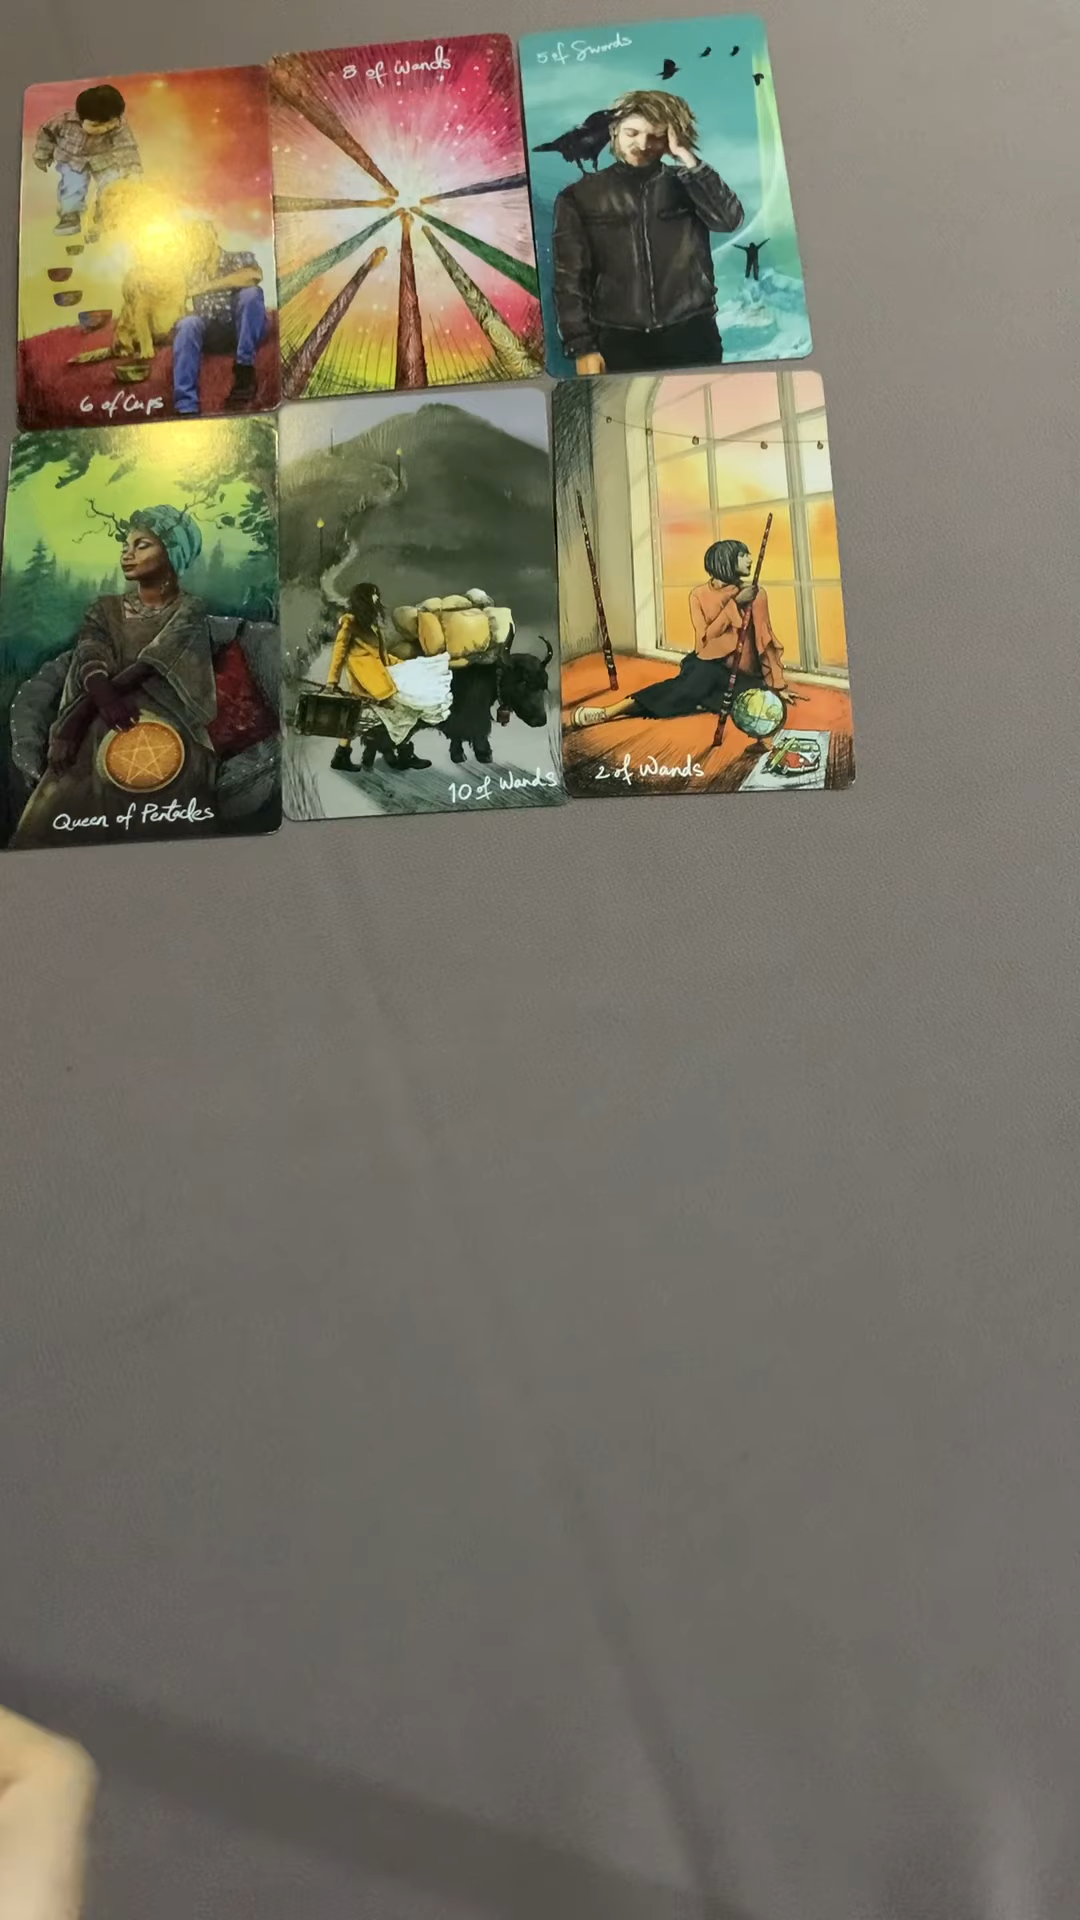 6 of Cups
8 of Wands
5 of Swords
Queen of Pentacles
10 of Wands
2 of Wands